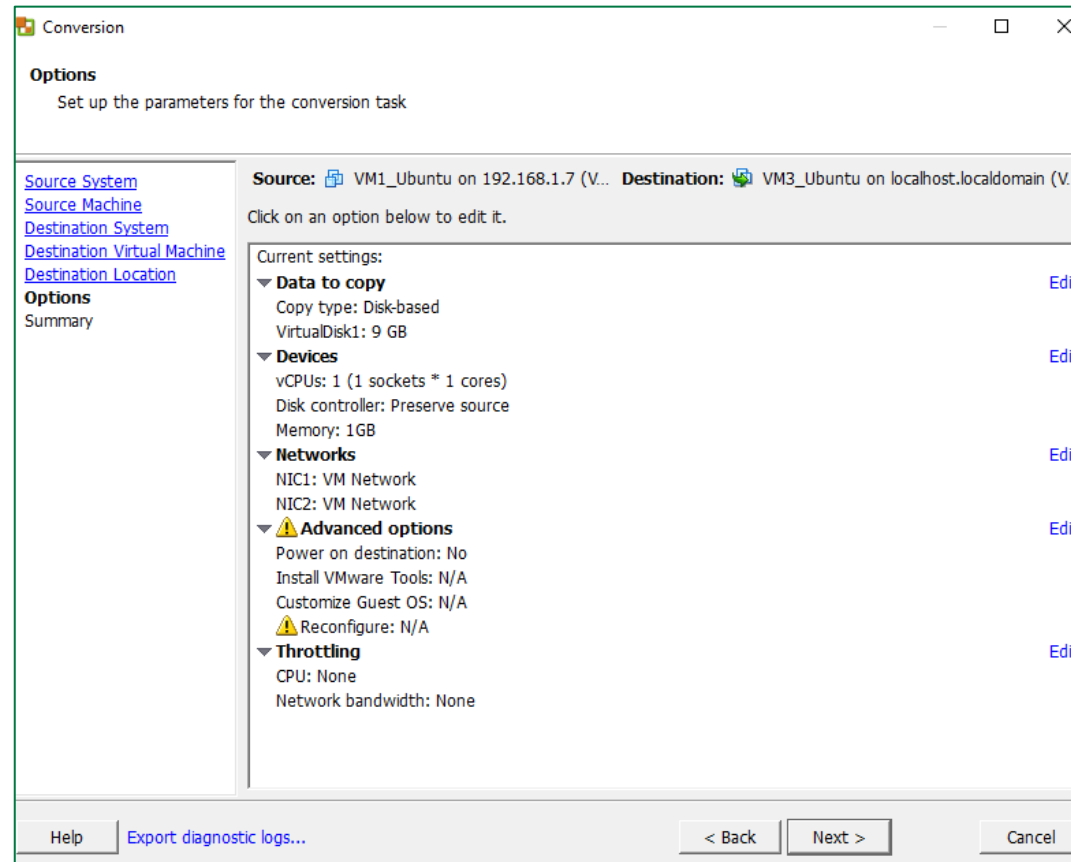 Conversion
Options
Set up the parameters for the conversion task
Source System
Source Machine
Destination System
Destination Virtual Machine
Destination Location
Options
Summary
Source: VM1_Ubuntu on 192.168.1.7 (V... Destination: VM3_Ubuntu on localhost.localdomain (V.
Click on an option below to edit it.
Current settings:
Data to copy Edi
Copy type: Disk-based
VirtualDisk1: 9 GB
Devices Edi
vCPUs: 1 (1 sockets * 1 cores)
Disk controller: Preserve source
Memory: 1GB
Networks Edi
NIC1: VM Network
NIC2: VM Network
Advanced options Edi
Power on destination: No
Install VMware Tools: N/A
Customize Guest OS: N/A
Reconfigure: N/A
Throttling Edi
CPU: None
Network bandwidth: None
Help Export diagnostic logs... < Back Next > Cancel